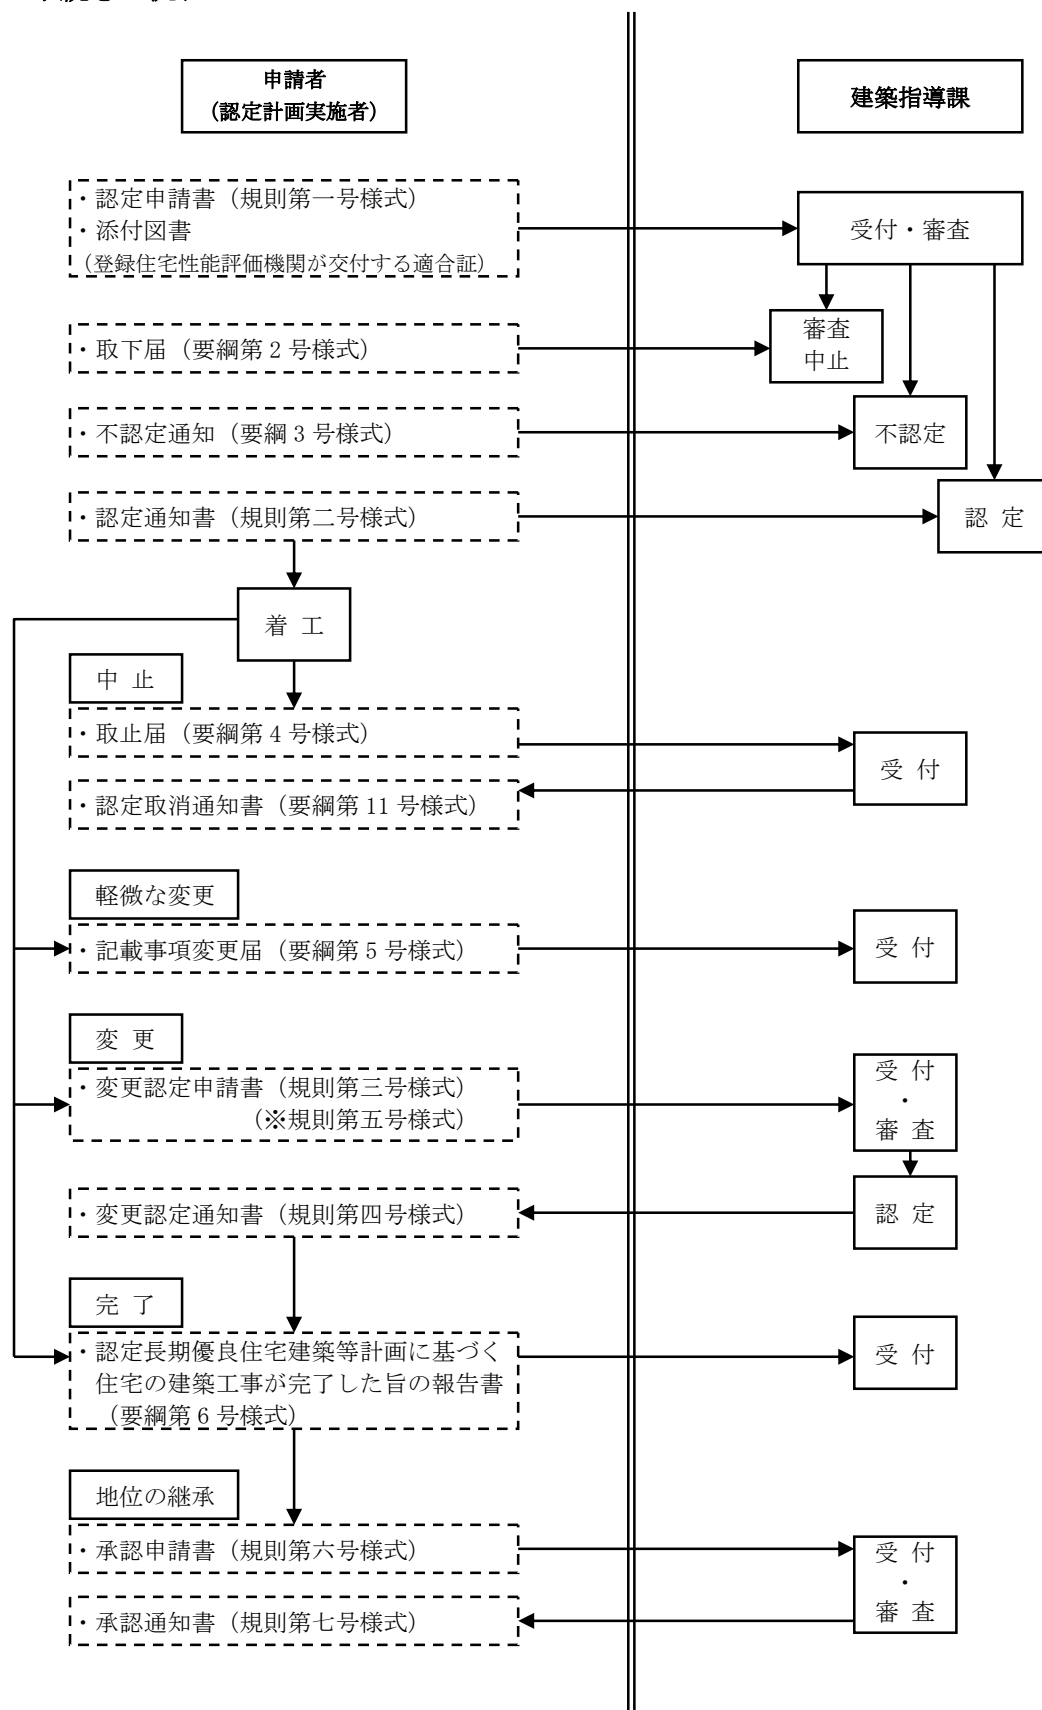 申請者
（認定計画実施者）
建築指導課
・認定申請書（規則第一号様式）
・添付図書
（登録住宅性能評価機関が交付する適合証）
受付・審査
・取下届（要綱第２号様式）
審査
中止
・不認定通知（要綱３号様式）
不認定
・認定通知書（規則第二号様式）
認 定
着 工
中 止
・取止届（要綱第４号様式）
・認定取消通知書（要綱第 11 号様式）
受 付
軽微な変更
・記載事項変更届（要綱第５号様式）
受 付
変 更
・変更認定申請書（規則第三号様式）
（※規則第五号様式）
受 付
・
審 査
・変更認定通知書（規則第四号様式）
認 定
完 了
・認定長期優良住宅建築等計画に基づく
住宅の建築工事が完了した旨の報告書
（要綱第６号様式）
受 付
地位の継承
・承認申請書（規則第六号様式）
・承認通知書（規則第七号様式）
受 付
・
審 査